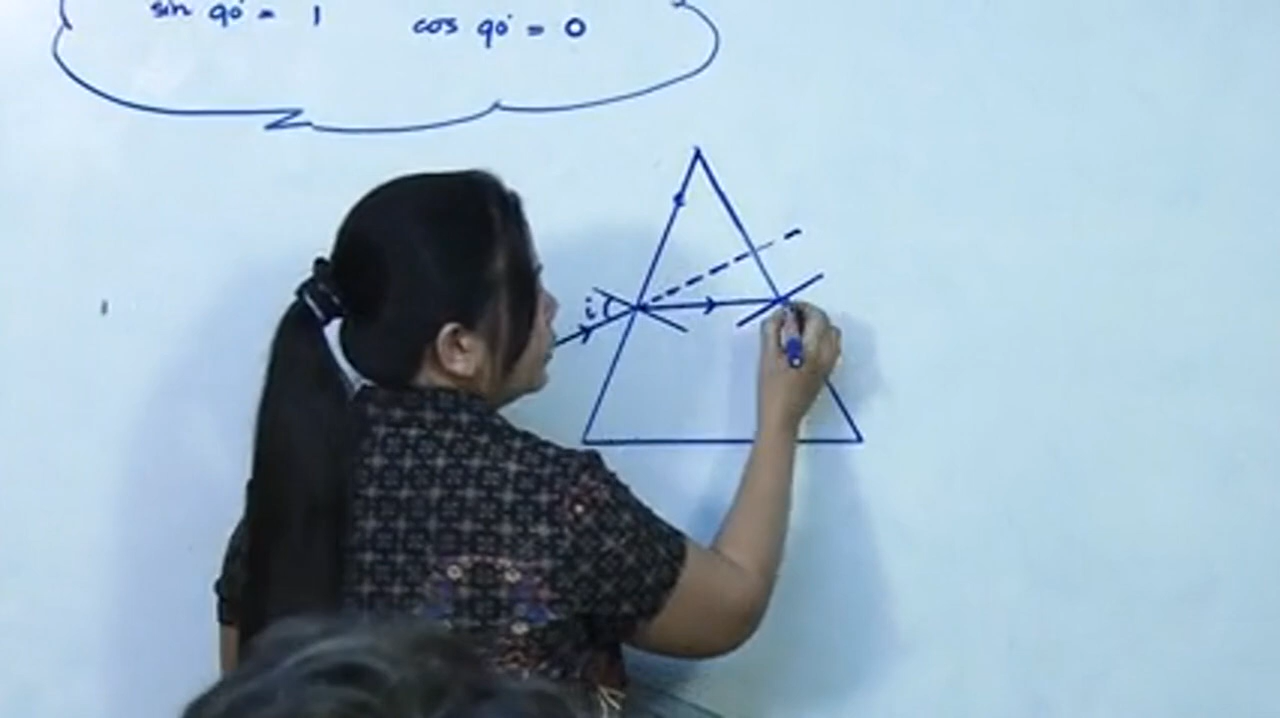 sin 90° = 1 cos 90° = 0
i